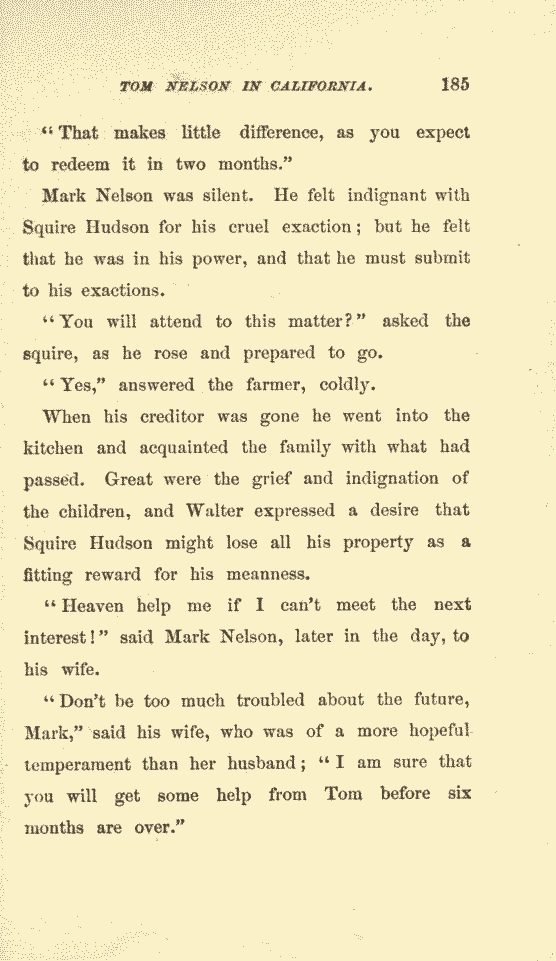 TOM NELSON IN CALIFORNIA. 185
“ That makes little difference, as you expect
to redeem it in two months.”
Mark Nelson was silent. He felt indignant with
Squire Hudson for his cruel exaction; but he felt
that he was in his power, and that he must submit
to his exactions.
“ You will attend to this matter?” asked the
squire, as he rose and prepared to go.
“ Yes,” answered the farmer, coldly.
When his creditor was gone he went into the
kitchen and acquainted the family with what had
passed. Great were the grief and indignation of
the children, and Walter expressed a desire that
Squire Hudson might lose all his property as a
fitting reward for his meanness.
“ Heaven help me if I can’t meet the next
interest!” said Mark Nelson, later in the day, to
his wife.
“ Don’t be too much troubled about the future,
Mark,” said his wife, who was of a more hopeful
temperament than her husband; “ I am sure that
you will get some help from Tom before six
months are over.”